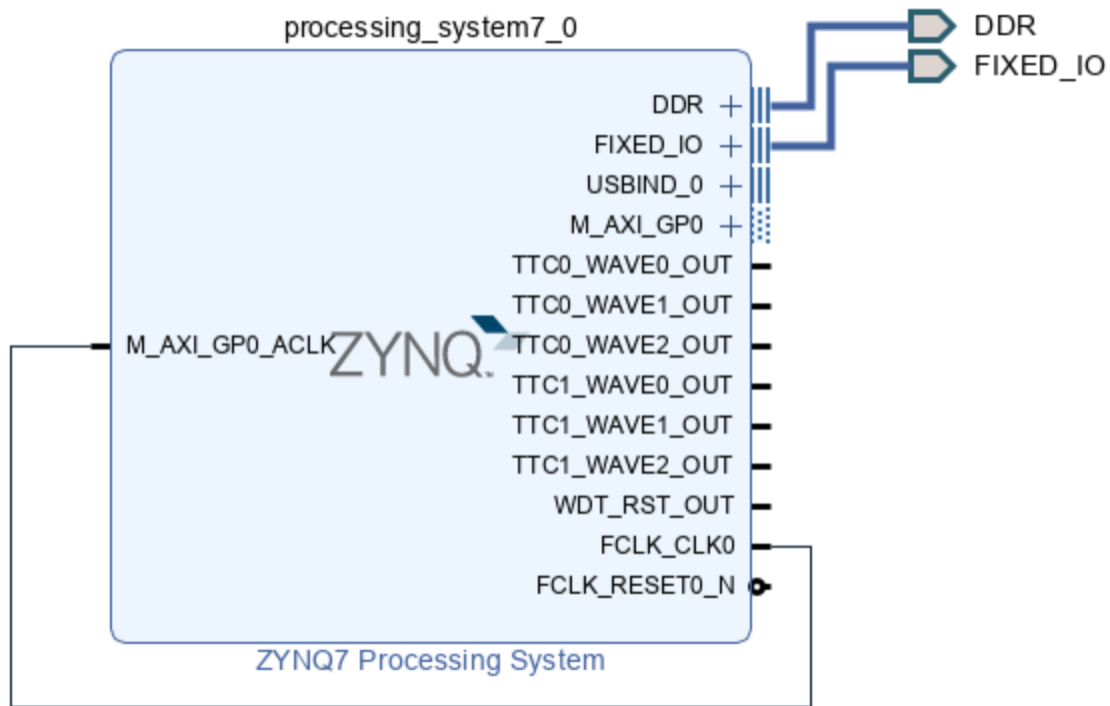 processing_system7_0
DDR
FIXED_IO
DDR
FIXED_IO
USBIND_0
M_AXI_GP0
TTC0_WAVE0_OUT
TTC0_WAVE1_OUT
M_AXI_GP0_ACLK ZYNQ TTC0_WAVE2_OUT
TTC1_WAVE0_OUT
TTC1_WAVE1_OUT
TTC1_WAVE2_OUT
WDT_RST_OUT
FCLK_CLK0
FCLK_RESET0_N
ZYNQ7 Processing System